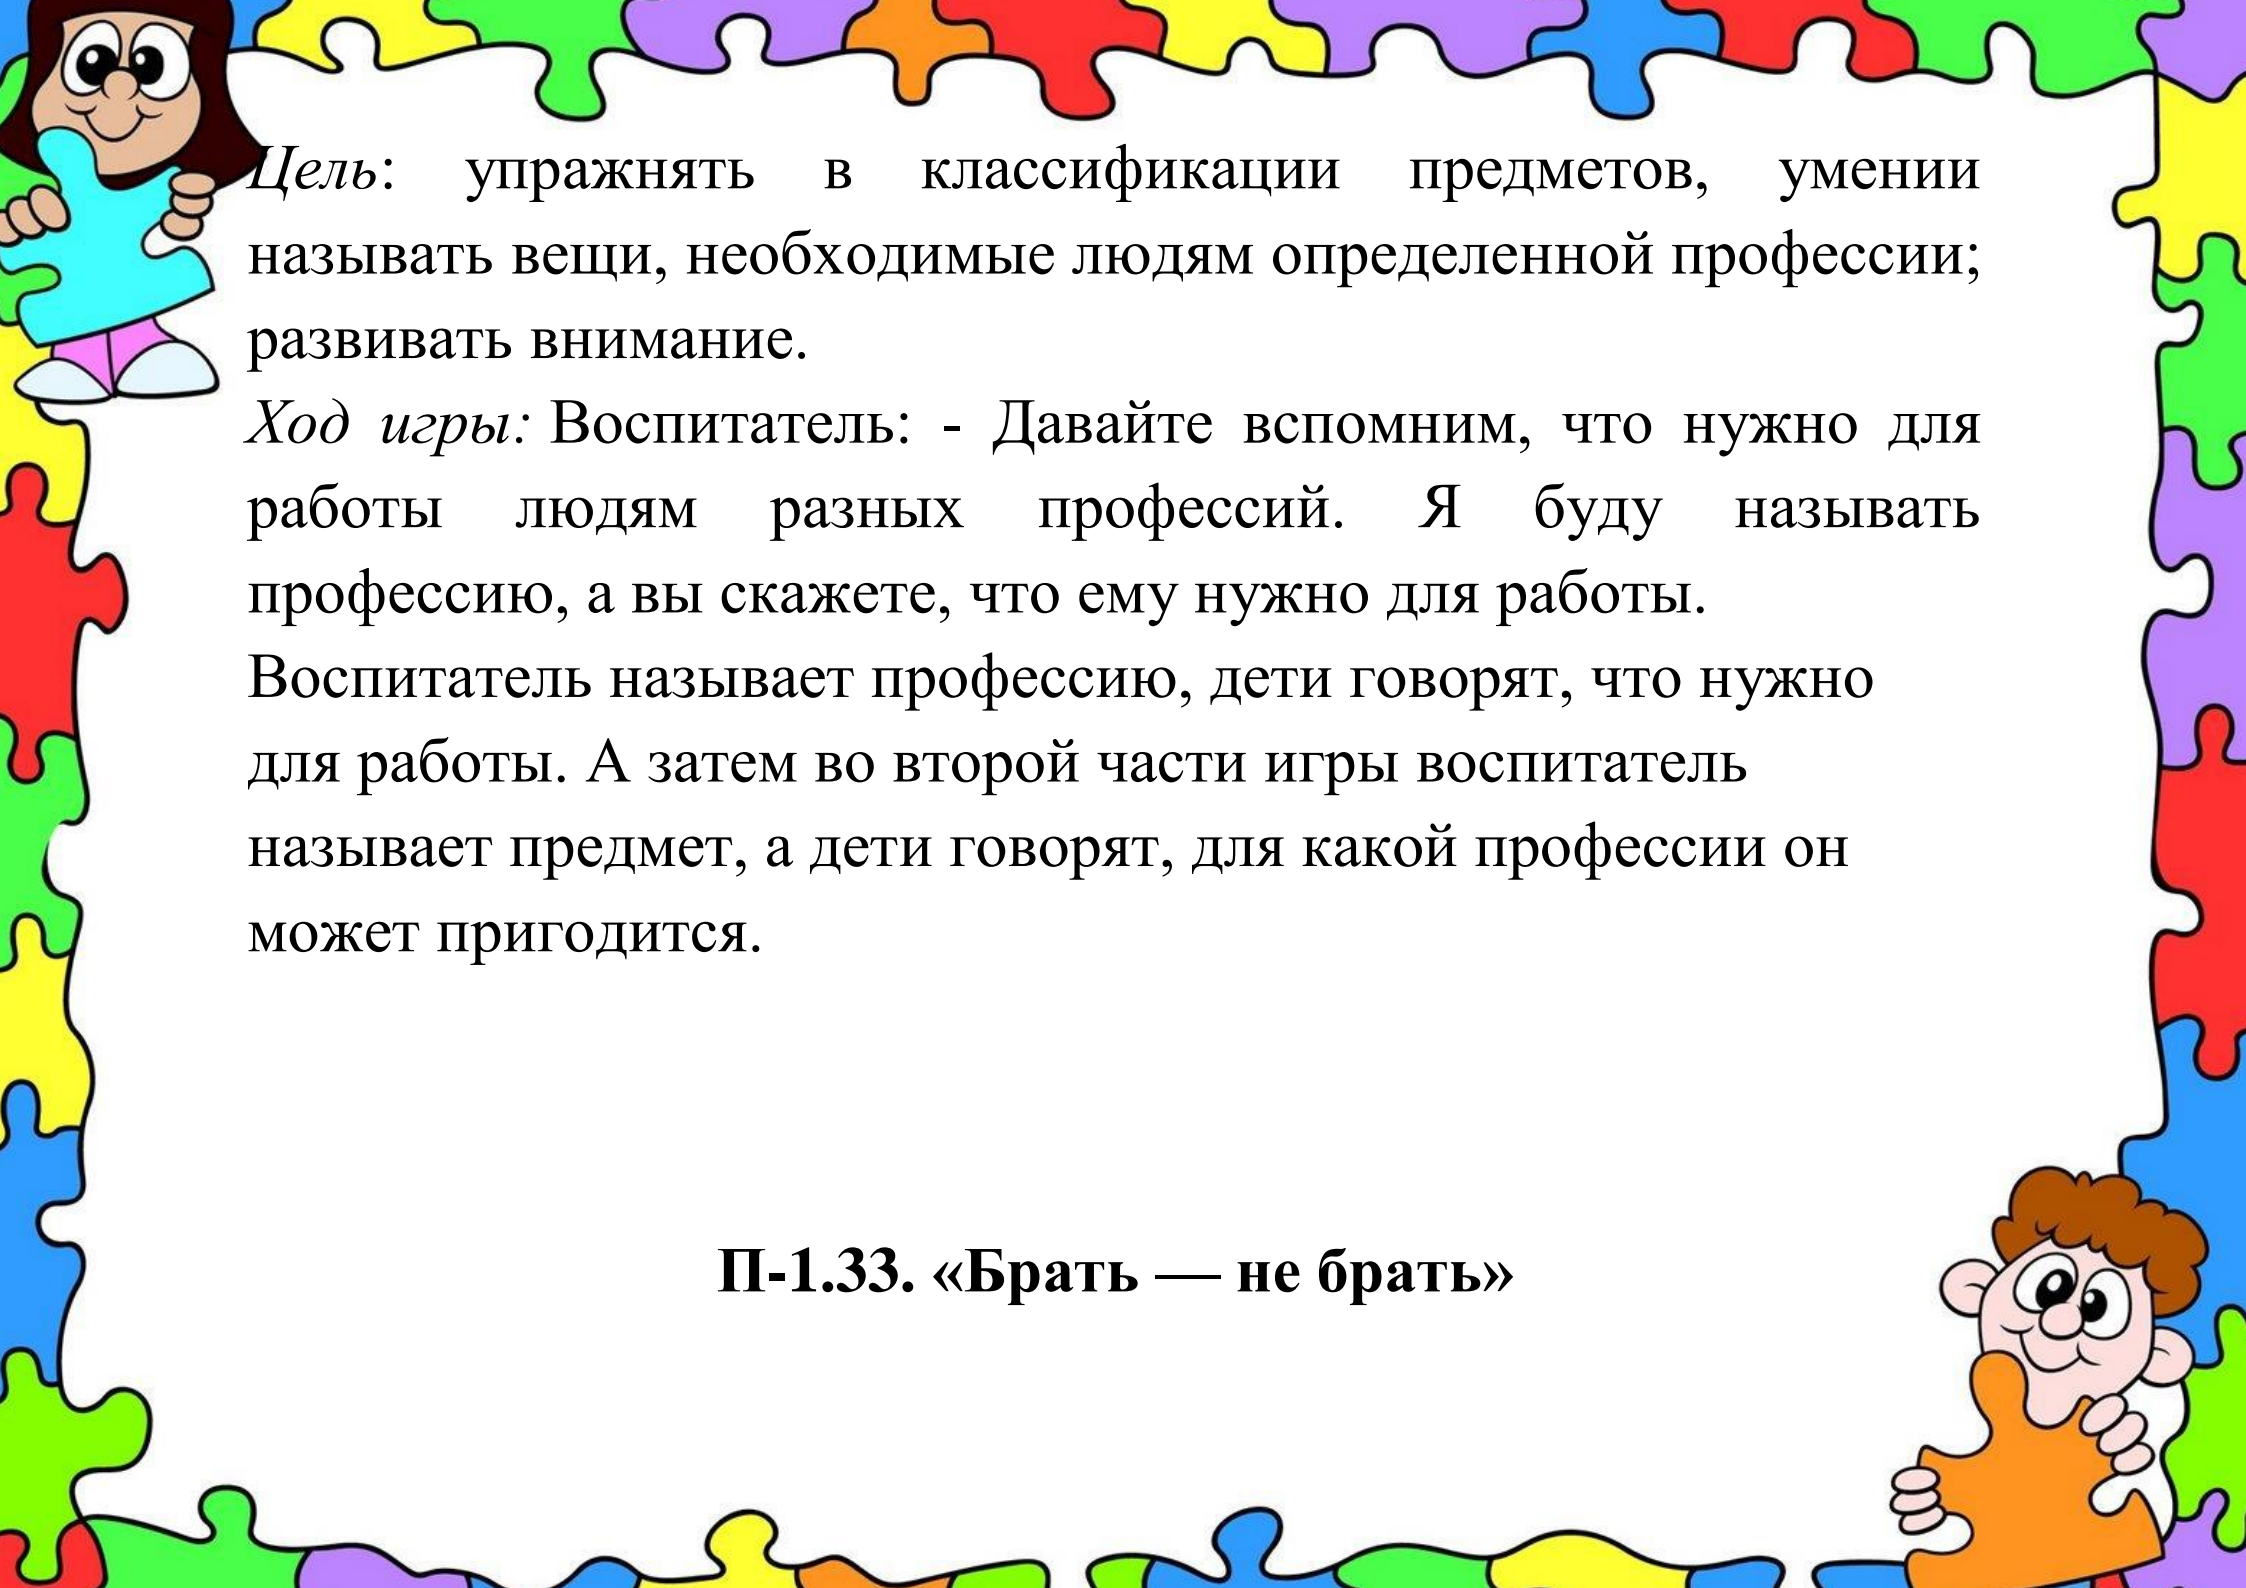 Цель: упражнять в классификации предметов, умении
называть вещи, необходимые людям определенной профессии;
развивать внимание.
Ход игры: Воспитатель: - Давайте вспомним, что нужно для
работы людям разных профессий. Я буду называть
профессию, а вы скажете, что ему нужно для работы.
Воспитатель называет профессию, дети говорят, что нужно
для работы. А затем во второй части игры воспитатель
называет предмет, а дети говорят, для какой профессии он
может пригодится.
П-1.33. «Брать — не брать»